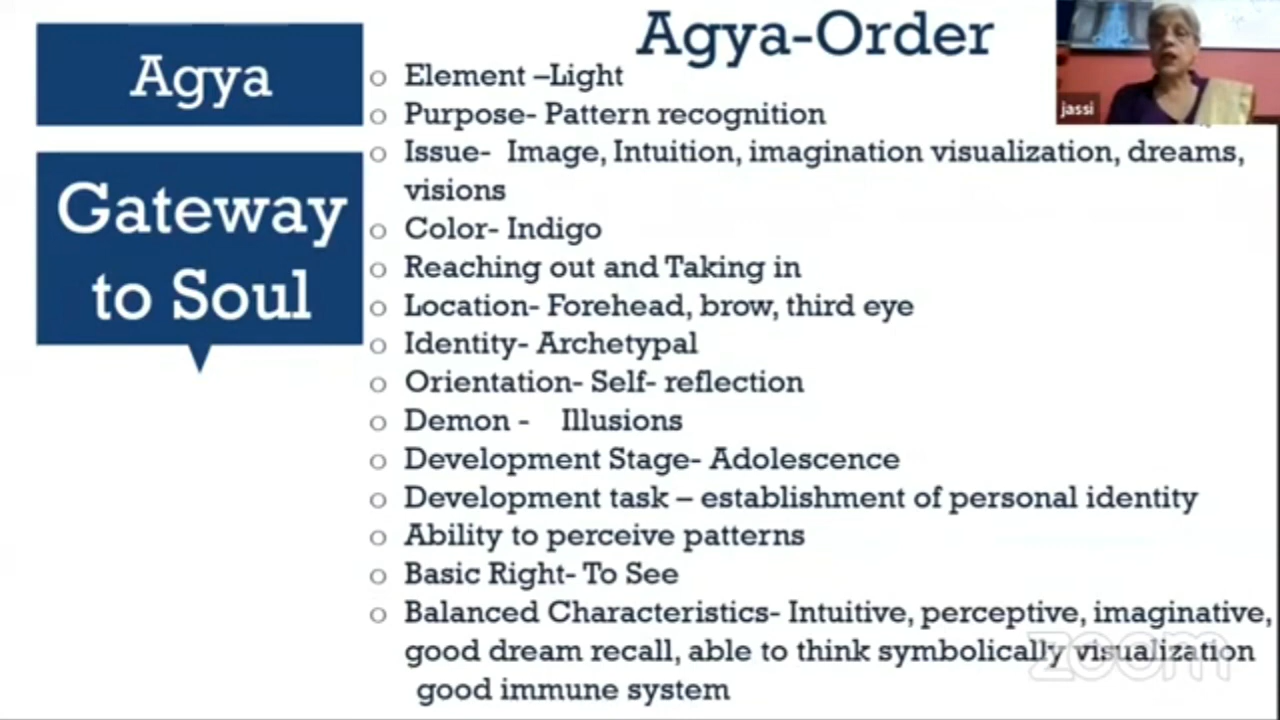 Agya
Gateway
to Soul
Agya-Order
jassi
o Element –Light
o Purpose- Pattern recognition
o Issue- Image, Intuition, imagination visualization, dreams,
visions
o Color- Indigo
o Reaching out and Taking in
o Location- Forehead, brow, third eye
o Identity- Archetypal
o Orientation- Self- reflection
o Demon - Illusions
o Development Stage- Adolescence
o Development task – establishment of personal identity
o Ability to perceive patterns
o Basic Right- To See
o Balanced Characteristics- Intuitive, perceptive, imaginative,
good dream recall, able to think symbolically visualization
good immune system
zoom